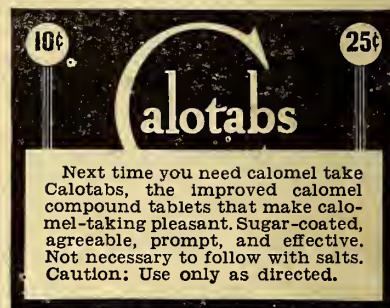 10¢ 25¢
Calotabs
Next time you need calomel take
Calotabs, the improved calomel
compound tablets that make calo-
mel-taking pleasant. Sugar-coated,
agreeable, prompt, and effective.
Not necessary to follow with salts.
Caution: Use only as directed.